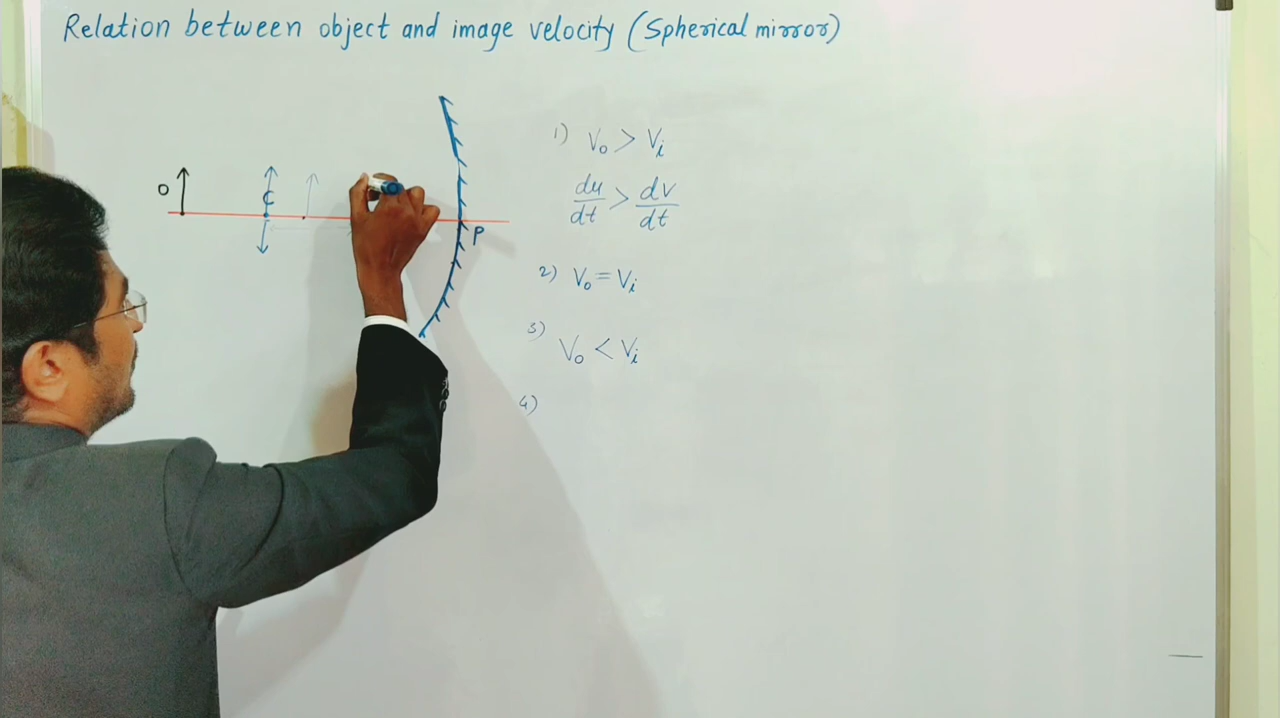 Relation between object and image velocity (Spherical mirror)
O
C
P
1) V₀ > Vᵢ
du/dt > dv/dt
2) V₀ = Vᵢ
3) V₀ < Vᵢ
4)